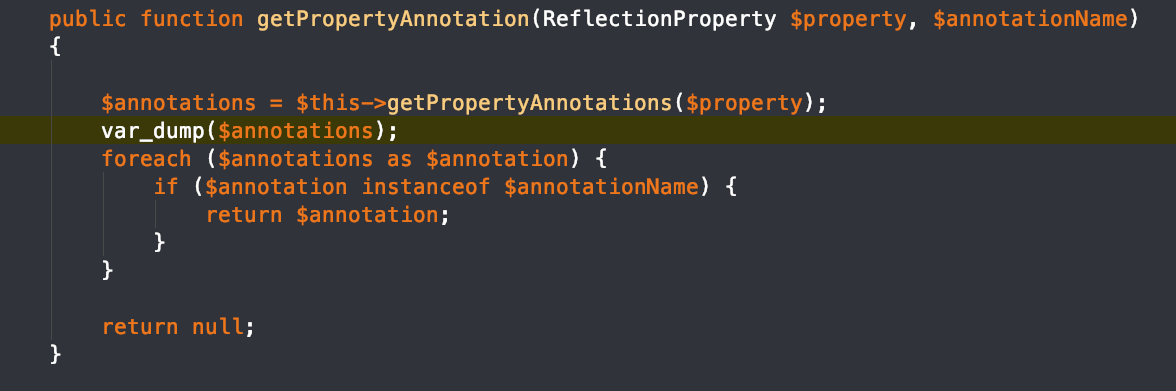 public function getPropertyAnnotation(ReflectionProperty $property, $annotationName)
{
$annotations = $this->getPropertyAnnotations($property);
var_dump($annotations);
foreach ($annotations as $annotation) {
if ($annotation instanceof $annotationName) {
return $annotation;
}
}
return null;
}